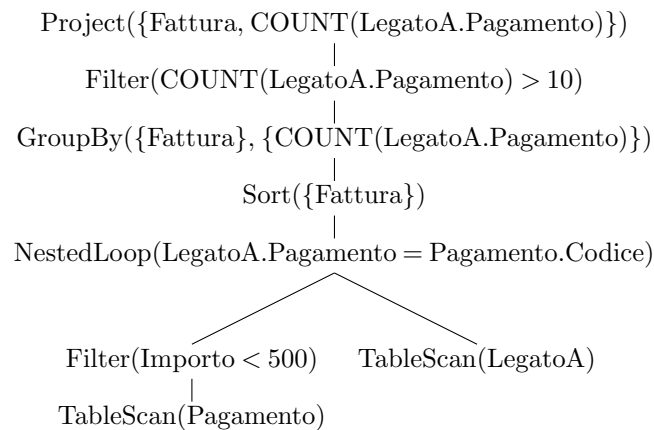 Project({Fattura, COUNT(LegatoA.Pagamento)})
Filter(COUNT(LegatoA.Pagamento) > 10)
GroupBy({Fattura}, {COUNT(LegatoA.Pagamento)})
Sort({Fattura})
NestedLoop(LegatoA.Pagamento = Pagamento.Codice)
Filter(Importo < 500) TableScan(LegatoA)
TableScan(Pagamento)